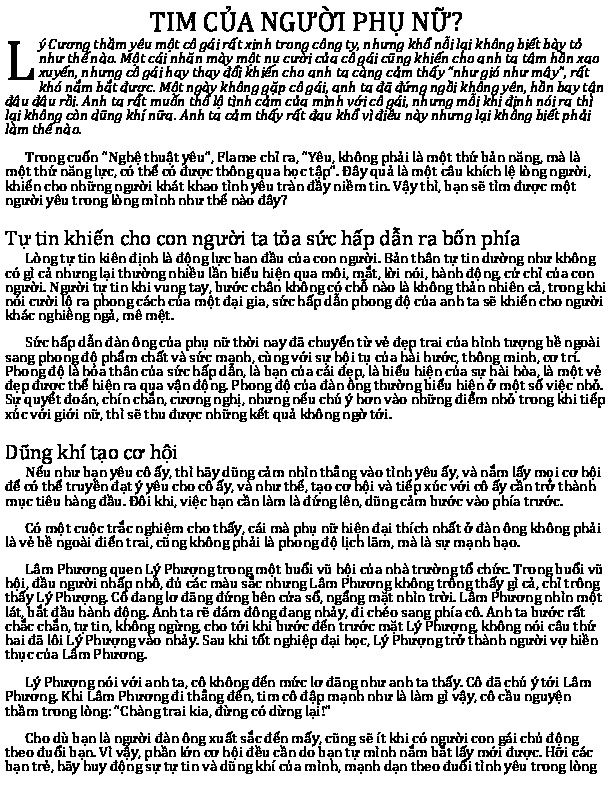 TIM CỦA NGƯỜI PHỤ NỮ?
Lý Cương thầm yêu một cô gái rất xinh trong công ty, nhưng khổ nỗi lại không biết bày tỏ
như thế nào. Một cái nhăn mày một nụ cười của cô gái cũng khiến cho anh ta tâm hồn xao
xuyến, nhưng cô gái hay thay đổi khiến cho anh ta càng cảm thấy “như gió như mây”, rất
khó nắm bắt được. Một ngày không gặp cô gái, anh ta đã đứng ngồi không yên, hồn bay tận
đâu đâu rồi. Anh ta rất muốn thổ lộ tình cảm của mình với cô gái, nhưng mỗi khi định nói ra thì
lại không còn dũng khí nữa. Anh ta cảm thấy rất đau khổ vì điều này nhưng lại không biết phải
làm thế nào.
Trong cuốn “Nghệ thuật yêu”, Flame chỉ ra, “Yêu, không phải là một thứ bản năng, mà là
một thứ năng lực, có thể có được thông qua học tập”. Đây quả là một câu khích lệ lòng người,
khiến cho những người khát khao tình yêu tràn đầy niềm tin. Vậy thì, bạn sẽ tìm được một
người yêu trong lòng mình như thế nào đây?
Tự tin khiến cho con người ta tỏa sức hấp dẫn ra bốn phía
Lòng tự tin kiên định là động lực ban đầu của con người. Bản thân tự tin dường như không
có gì cả nhưng lại thường nhiều lần biểu hiện qua môi, mắt, lời nói, hành động, cử chỉ của con
người. Người tự tin khi vung tay, bước chân không có chỗ nào là không thản nhiên cả, trong khi
nói cười lộ ra phong cách của một đại gia, sức hấp dẫn phong độ của anh ta sẽ khiến cho người
khác nghiêng ngả, mê mệt.
Sức hấp dẫn đàn ông của phụ nữ thời nay đã chuyển từ vẻ đẹp trai của hình tượng bề ngoài
sang phong độ phẩm chất và sức mạnh, cùng với sự hội tụ của hài hước, thông minh, cơ trí.
Phong độ là hóa thân của sức hấp dẫn, là bạn của cái đẹp, là biểu hiện của sự hài hòa, là một vẻ
đẹp được thể hiện ra qua vận động. Phong độ của đàn ông thường biểu hiện ở một số việc nhỏ.
Sự quyết đoán, chín chắn, cương nghị, nhưng nếu chú ý hơn vào những điểm nhỏ trong khi tiếp
xúc với giới nữ, thì sẽ thu được những kết quả không ngờ tới.
Dũng khí tạo cơ hội
Nếu như bạn yêu cô ấy, thì hãy dũng cảm nhìn thẳng vào tình yêu ấy, và nắm lấy mọi cơ hội
để có thể truyền đạt ý yêu cho cô ấy, và như thế, tạo cơ hội và tiếp xúc với cô ấy cần trở thành
mục tiêu hàng đầu. Đôi khi, việc bạn cần làm là đứng lên, dũng cảm bước vào phía trước.
Có một cuộc trắc nghiệm cho thấy, cái mà phụ nữ hiện đại thích nhất ở đàn ông không phải
là vẻ bề ngoài điển trai, cũng không phải là phong độ lịch lãm, mà là sự mạnh bạo.
Lâm Phương quen Lý Phượng trong một buổi vũ hội của nhà trường tổ chức. Trong buổi vũ
hội, đầu người nhấp nhô, đủ các màu sắc nhưng Lâm Phương không trông thấy gì cả, chỉ trông
thấy Lý Phượng. Cô đang lơ đãng đứng bên cửa sổ, ngẩng mặt nhìn trời. Lâm Phương nhìn một
lát, bắt đầu hành động. Anh ta rẽ đám đông đang nhảy, đi chéo sang phía cô. Anh ta bước rất
chắc chắn, tự tin, không ngừng, cho tới khi bước đến trước mặt Lý Phượng, không nói câu thứ
hai đã lôi Lý Phượng vào nhảy. Sau khi tốt nghiệp đại học, Lý Phượng trở thành người vợ hiền
thục của Lâm Phương.
Lý Phượng nói với anh ta, cô không đến mức lơ đãng như anh ta thấy. Cô đã chú ý tới Lâm
Phương. Khi Lâm Phương đi thẳng đến, tim cô đập mạnh như là làm gì vậy, cô cầu nguyện
thầm trong lòng: “Chàng trai kia, đừng có dừng lại!”
Cho dù bạn là người đàn ông xuất sắc đến mấy, cũng sẽ ít khi có người con gái chủ động
theo đuổi bạn. Vì vậy, phần lớn cơ hội đều cần do bạn tự mình nắm bắt lấy mới được. Hỡi các
bạn trẻ, hãy huy động sự tự tin và dũng khí của mình, mạnh dạn theo đuổi tình yêu trong lòng